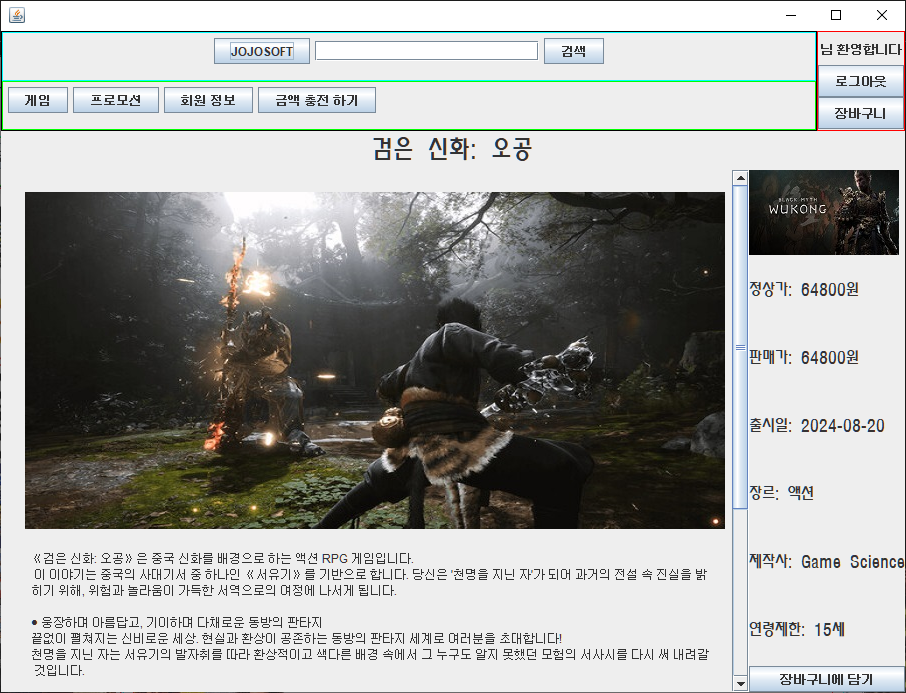 JOJOSOFT 검색
님 환영합니다
로그아웃
장바구니
게임 프로모션 회원 정보 금액 충전 하기
검은 신화: 오공
BLACK MYTH
WUKONG
정상가: 64800원
판매가: 64800원
출시일: 2024-08-20
장르: 액션
제작사: Game Science
연령제한: 15세
장바구니에 담기
《검은 신화: 오공》은 중국 신화를 배경으로 하는 액션 RPG 게임입니다.
이 이야기는 중국의 사대기서 중 하나인 《서유기》를 기반으로 합니다. 당신은 '천명을 지닌 자'가 되어 과거의 전설 속 진실을 밝
히기 위해, 위험과 놀라움이 가득한 서역으로의 여정에 나서게 됩니다.
● 웅장하며 아름답고, 기이하며 다채로운 동방의 판타지
끝없이 펼쳐지는 신비로운 세상. 현실과 환상이 공존하는 동방의 판타지 세계로 여러분을 초대합니다!
천명을 지닌 자는 서유기의 발자취를 따라 환상적이고 색다른 배경 속에서 그 누구도 알지 못했던 모험의 서사시를 다시 써 내려갈
것입니다.